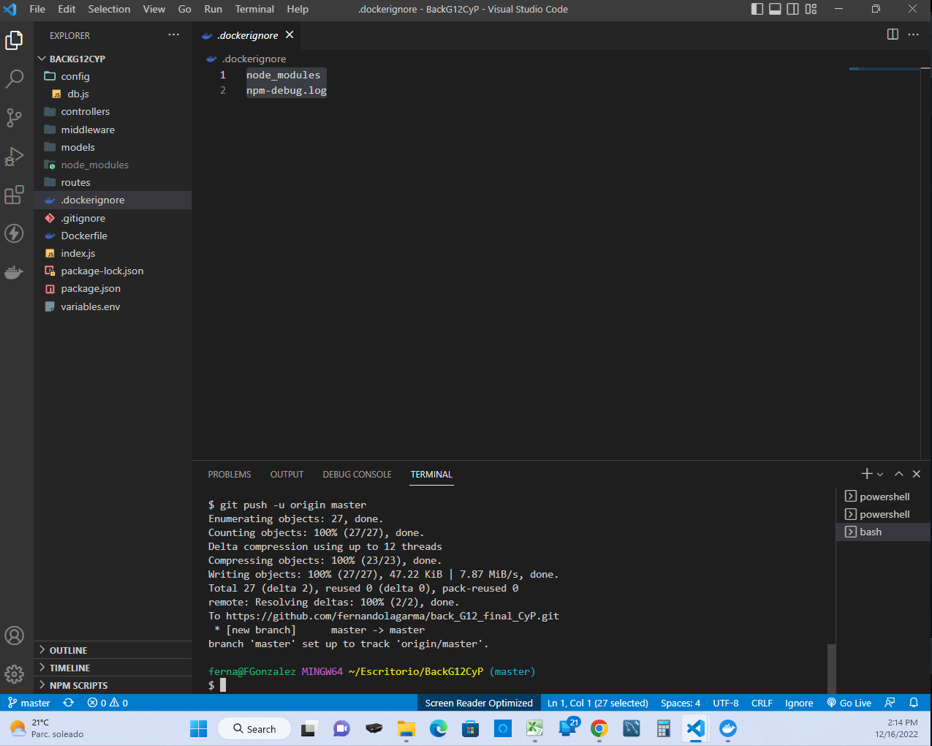 File Edit Selection View Go Run Terminal Help .dockerignore - BackG12CyP - Visual Studio Code
EXPLORER
BACKG12CYP
config
db.js
controllers
middleware
models
node_modules
routes
.dockerignore
.gitignore
Dockerfile
index.js
package-lock.json
package.json
variables.env
OUTLINE
TIMELINE
NPM SCRIPTS
.dockerignore
.dockerignore
1 node_modules
2 npm-debug.log
PROBLEMS OUTPUT DEBUG CONSOLE TERMINAL
$ git push -u origin master
Enumerating objects: 27, done.
Counting objects: 100% (27/27), done.
Delta compression using up to 12 threads
Compressing objects: 100% (23/23), done.
Writing objects: 100% (27/27), 47.22 KiB | 7.87 MiB/s, done.
Total 27 (delta 2), reused 0 (delta 0), pack-reused 0
remote: Resolving deltas: 100% (2/2), done.
To https://github.com/fernandolagarma/back_G12_final_CyP.git
* [new branch] master -> master
branch 'master' set up to track 'origin/master'.
ferna@FGonzalez MINGW64 ~/Escritorio/BackG12CyP (master)
$
powershell
powershell
bash
master 0 0 Screen Reader Optimized Ln 1, Col 1 (27 selected) Spaces: 4 UTF-8 CRLF Ignore Go Live
21°C
Parc. soleado
Search
21
2:14 PM
12/16/2022